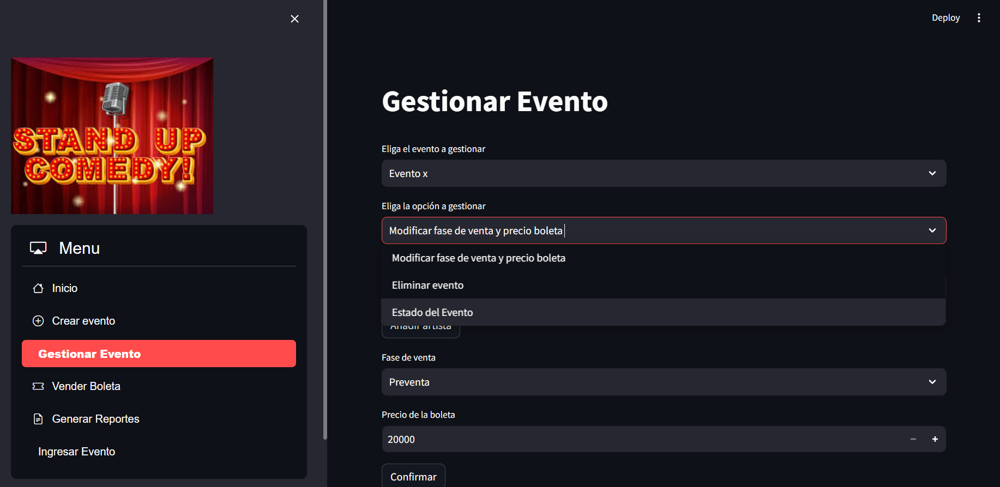 Deploy
STAND UP
COMEDY!
Menu
Inicio
Crear evento
Gestionar Evento
Vender Boleta
Generar Reportes
Ingresar Evento
Gestionar Evento
Eliga el evento a gestionar
Evento x
Eliga la opción a gestionar
Modificar fase de venta y precio boleta
Modificar fase de venta y precio boleta
Eliminar evento
Estado del Evento
Añadir artista
Fase de venta
Preventa
Precio de la boleta
20000
Confirmar